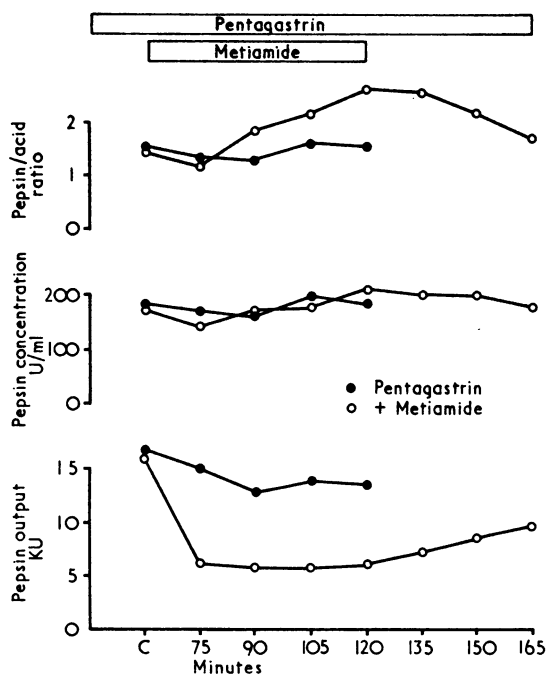 Pentagastrin
Metiamide
Pepsin/acid
ratio
2
1
0
Pepsin concentration
U/ml
200
100
0
● Pentagastrin
○ + Metiamide
Pepsin output
KU
15
10
5
0
C 75 90 105 120 135 150 165
Minutes